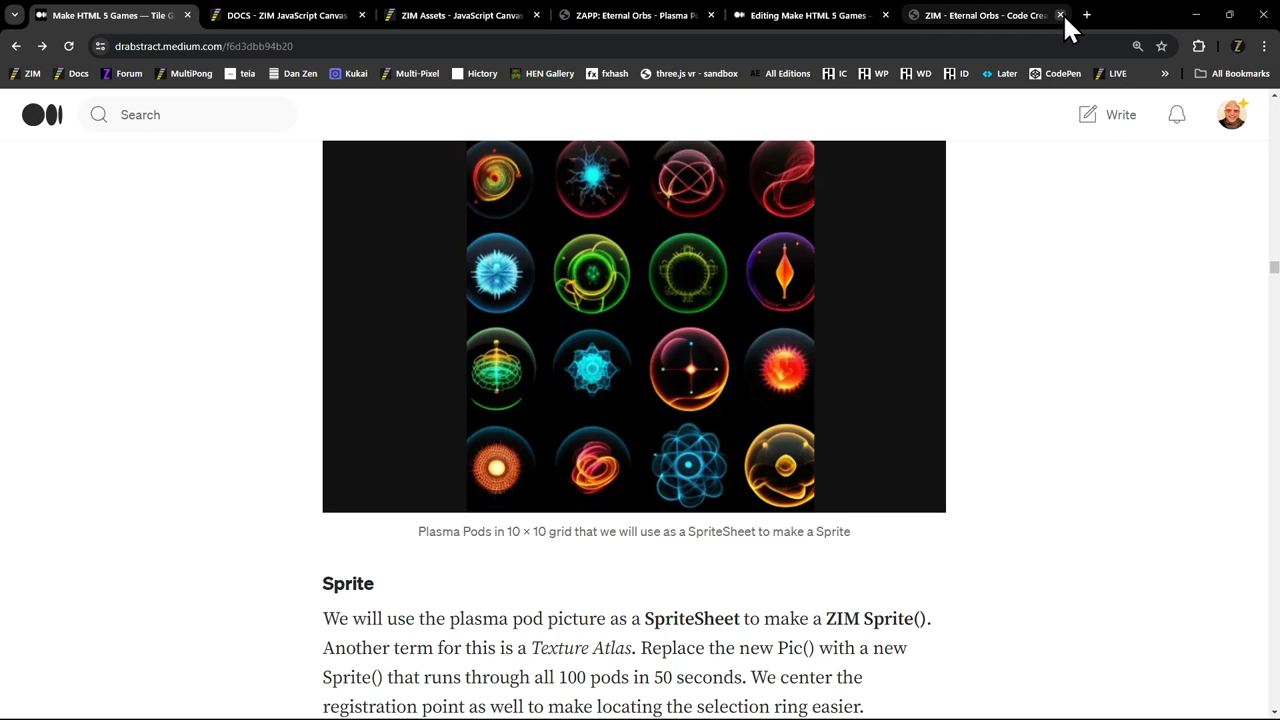 Make HTML 5 Games — Tile G
DOCS - ZIM JavaScript Canvas
ZIM Assets - JavaScript Canvas
ZAPP: Eternal Orbs - Plasma Po
Editing Make HTML 5 Games –
ZIM - Eternal Orbs - Code Crea
drabstract.medium.com/f6d3dbb94b20
ZIM
Docs
Forum
MultiPong
teia
Dan Zen
Kukai
Multi-Pixel
Hictory
HEN Gallery
fx fxhash
three.js vr - sandbox
AE All Editions
IC
WP
WD
ID
Later
CodePen
LIVE
»
All Bookmarks
Search
Write
Plasma Pods in 10 × 10 grid that we will use as a SpriteSheet to make a Sprite
Sprite
We will use the plasma pod picture as a SpriteSheet to make a ZIM Sprite().
Another term for this is a Texture Atlas. Replace the new Pic() with a new
Sprite() that runs through all 100 pods in 50 seconds. We center the
registration point as well to make locating the selection ring easier.